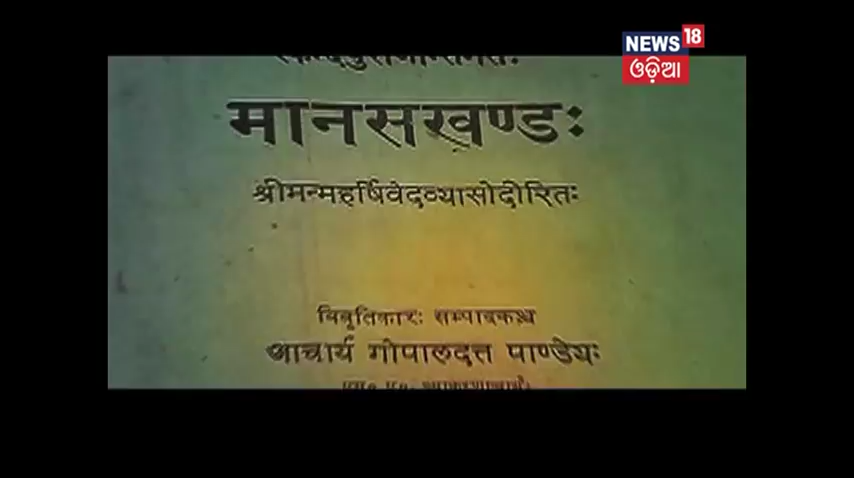 NEWS 18
ଓଡ଼ିଆ
मानसखण्डः
श्रीमन्महर्षिवेदव्यासोदीरितः
विवृतिकारः सम्पादकश्च
आचार्य गोपालदत्त पाण्डेयः